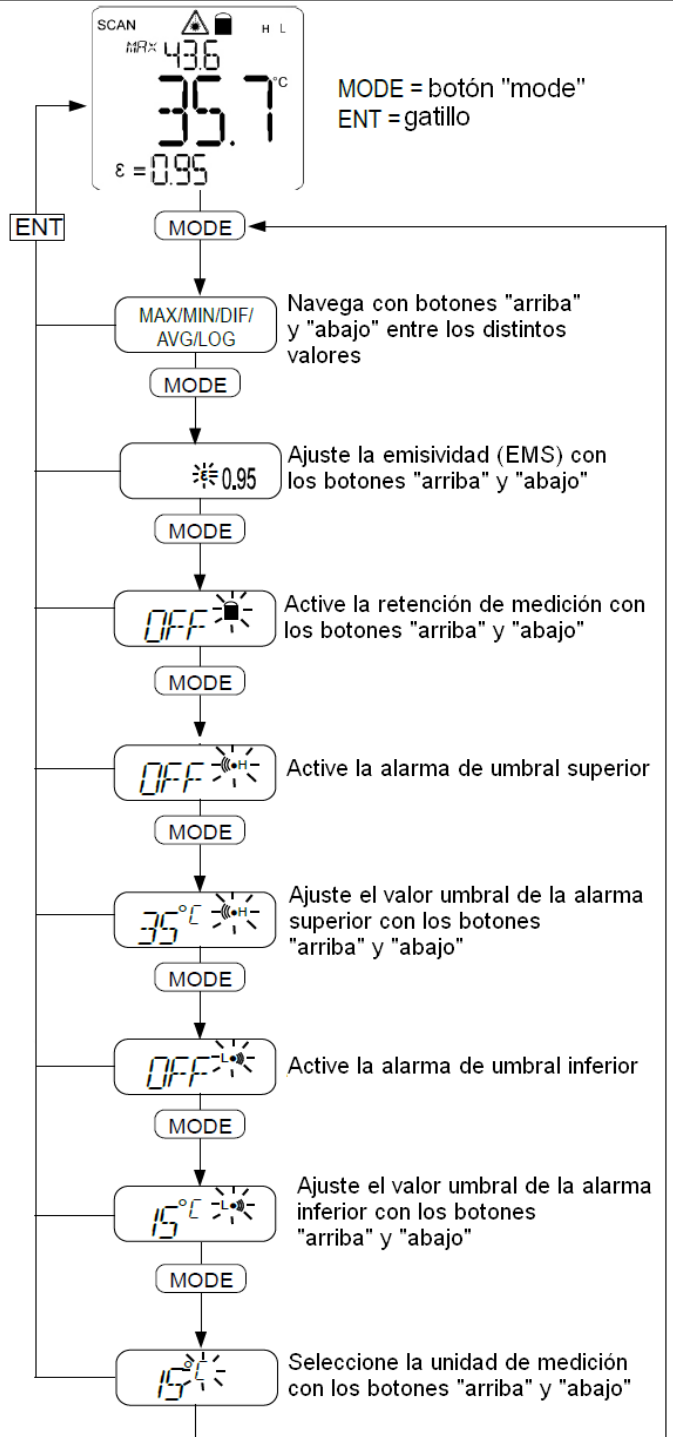 SCAN H L
MAX 43.6
35.7 °C
ε = 0.95
MODE = botón "mode"
ENT = gatillo
ENT
MODE
MAX/MIN/DIF/
AVG/LOG
Navega con botones "arriba"
y "abajo" entre los distintos
valores
MODE
ε 0.95
Ajuste la emisividad (EMS) con
los botones "arriba" y "abajo"
MODE
OFF
Active la retención de medición con
los botones "arriba" y "abajo"
MODE
OFF H
Active la alarma de umbral superior
MODE
35°C H
Ajuste el valor umbral de la alarma
superior con los botones
"arriba" y "abajo"
MODE
OFF L
Active la alarma de umbral inferior
MODE
15°C L
Ajuste el valor umbral de la alarma
inferior con los botones
"arriba" y "abajo"
MODE
15°C
Seleccione la unidad de medición
con los botones "arriba" y "abajo"